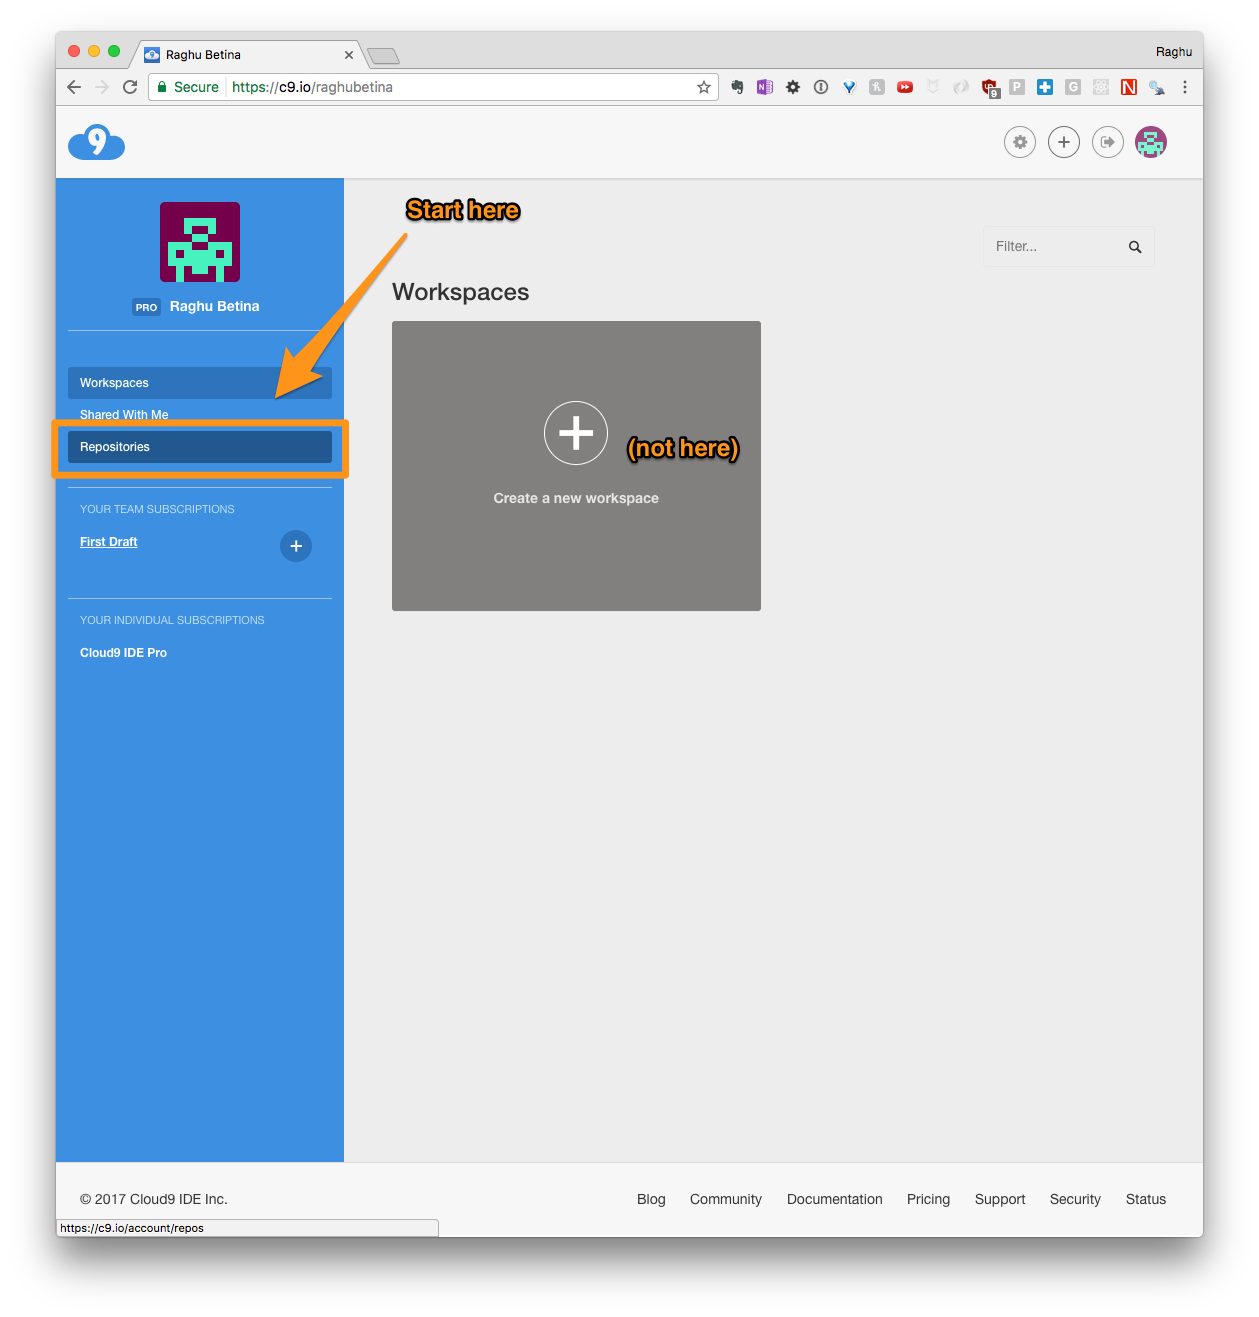 Raghu Betina
Raghu
Secure https://c9.io/raghubetina
9
Start here
Filter...
PRO Raghu Betina
Workspaces
Workspaces
Shared With Me
Repositories
(not here)
Create a new workspace
YOUR TEAM SUBSCRIPTIONS
First Draft
YOUR INDIVIDUAL SUBSCRIPTIONS
Cloud9 IDE Pro
© 2017 Cloud9 IDE Inc.
Blog Community Documentation Pricing Support Security Status
https://c9.io/account/repos